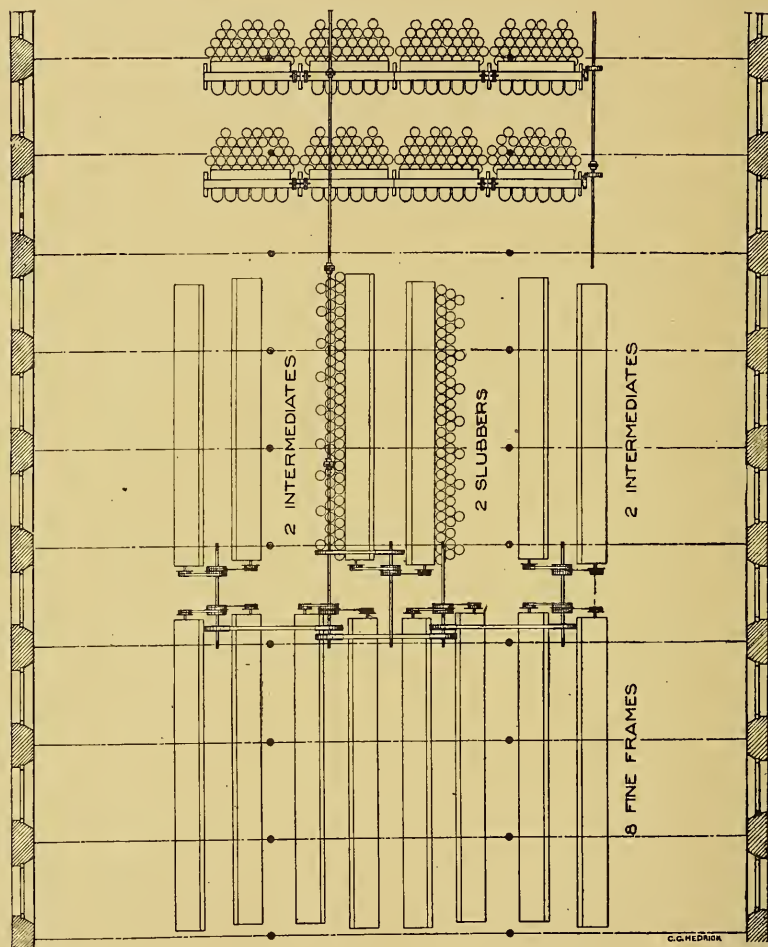 2 INTERMEDIATES
2 SLUBBERS
2 INTERMEDIATES
8 FINE FRAMES
C.C.HEDRICK